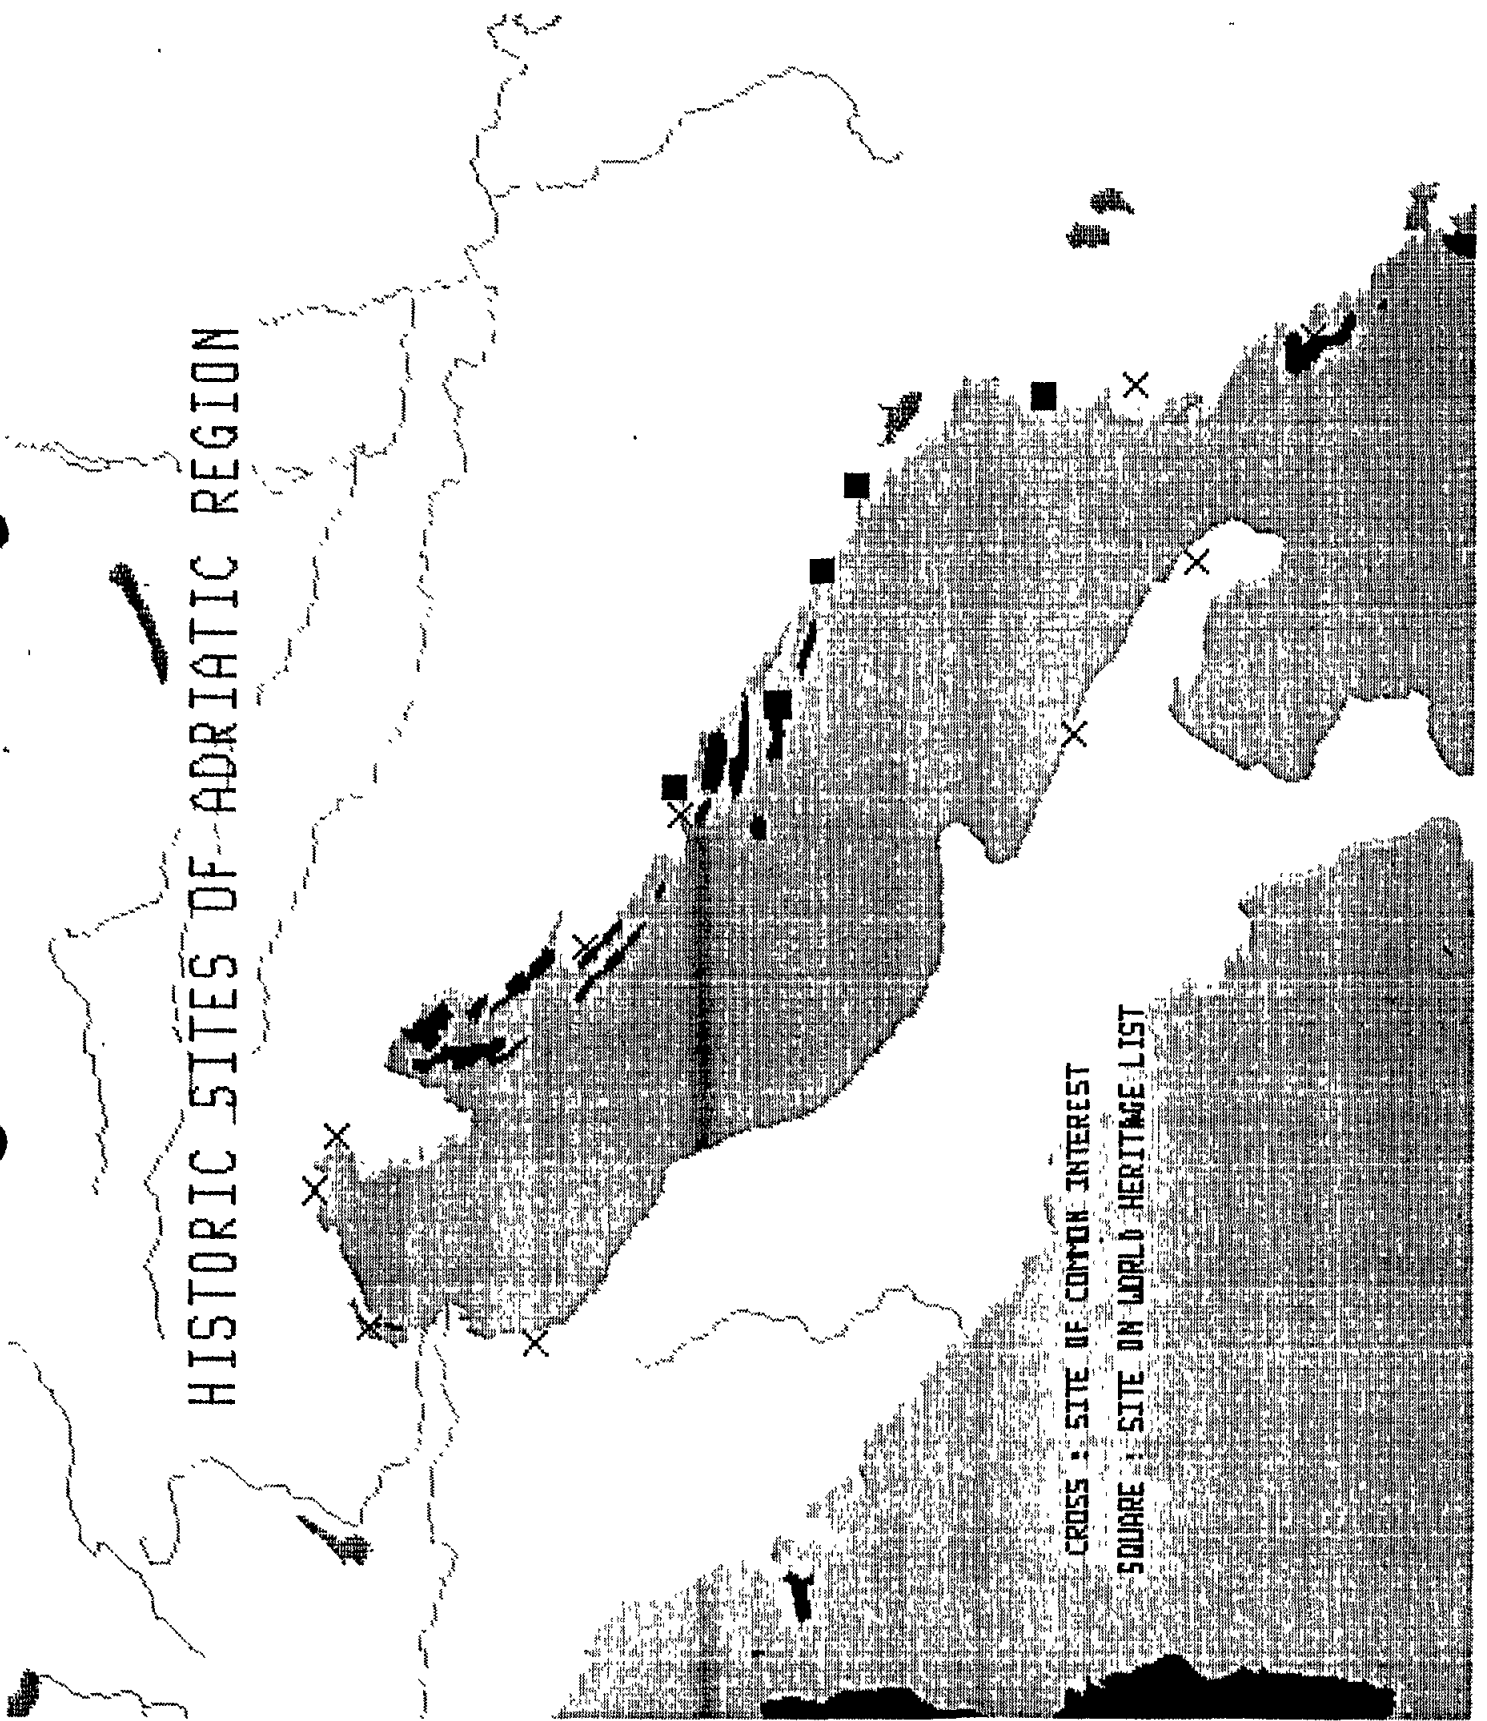 HISTORIC SITES OF ADRIATIC REGION
CROSS : SITE OF COMMON INTEREST
SQUARE : SITE ON WORLD HERITAGE LIST